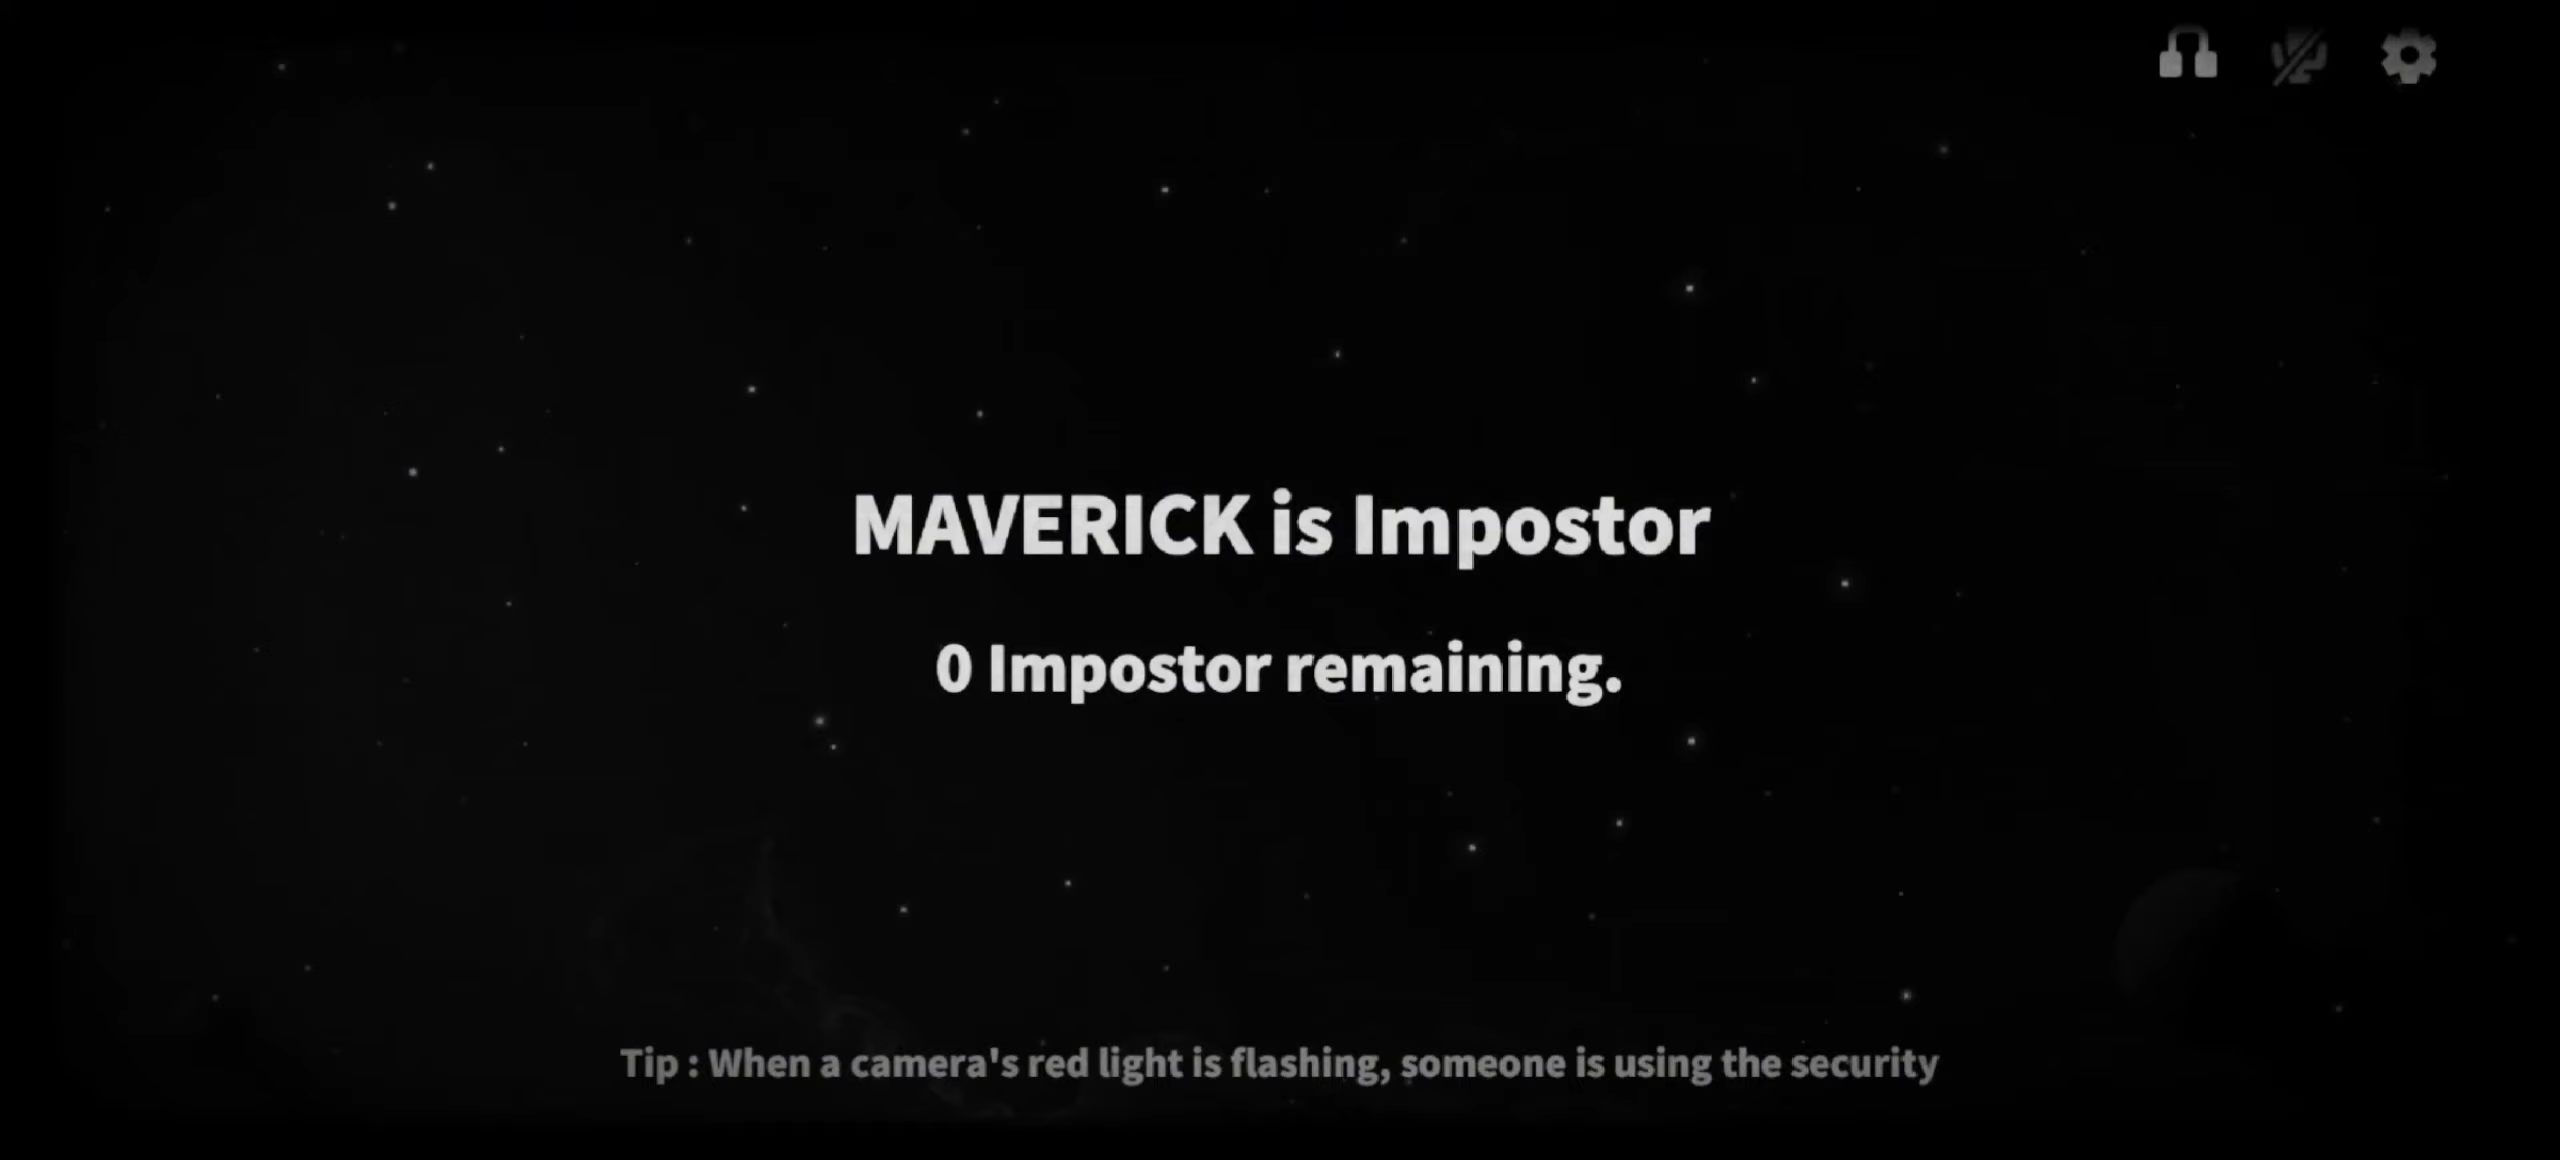 MAVERICK is Impostor
0 Impostor remaining.
Tip : When a camera's red light is flashing, someone is using the security